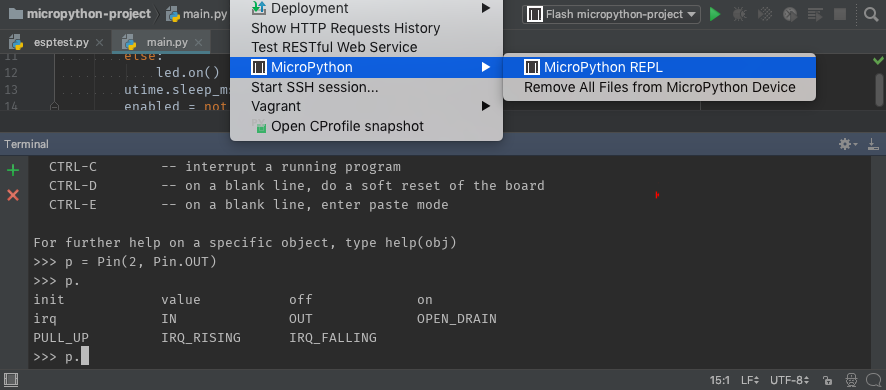 micropython-project
main.py
Deployment
Flash micropython-project
Show HTTP Requests History
esptest.py
main.py
Test RESTful Web Service
11 else:
MicroPython
MicroPython REPL
12 led.on()
Start SSH session...
Remove All Files from MicroPython Device
13 utime.sleep_ms
Vagrant
14 enabled = not
Open CProfile snapshot
Terminal
CTRL-C -- interrupt a running program
CTRL-D -- on a blank line, do a soft reset of the board
CTRL-E -- on a blank line, enter paste mode
For further help on a specific object, type help(obj)
>>> p = Pin(2, Pin.OUT)
>>> p.
init value off on
irq IN OUT OPEN_DRAIN
PULL_UP IRQ_RISING IRQ_FALLING
>>> p.
15:1 LF UTF-8